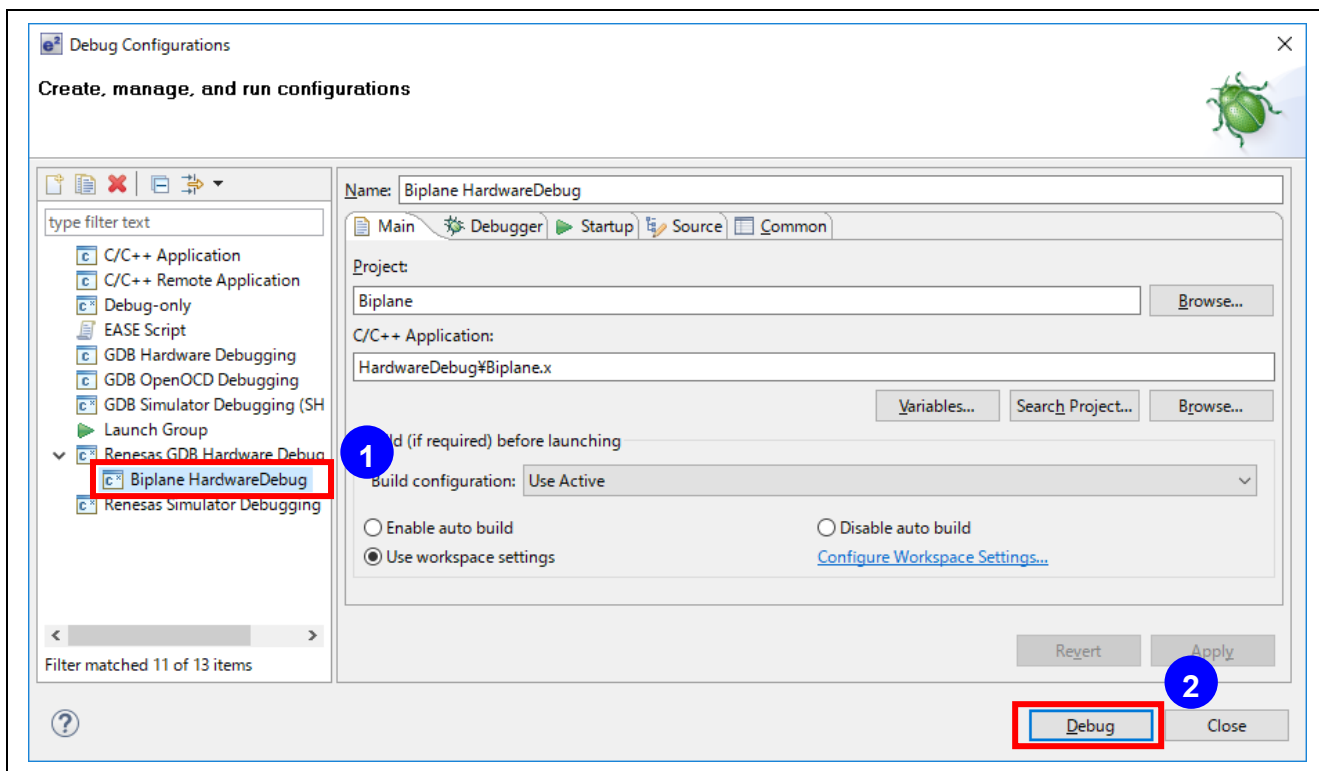 e² Debug Configurations
Create, manage, and run configurations
type filter text
C/C++ Application
C/C++ Remote Application
Debug-only
EASE Script
GDB Hardware Debugging
GDB OpenOCD Debugging
GDB Simulator Debugging (SH
Launch Group
Renesas GDB Hardware Debug
Biplane HardwareDebug
Renesas Simulator Debugging
Filter matched 11 of 13 items
1
Name: Biplane HardwareDebug
Main Debugger Startup Source Common
Project:
Biplane Browse...
C/C++ Application:
HardwareDebug¥Biplane.x
Variables... Search Project... Browse...
(if required) before launching
Build configuration: Use Active
Enable auto build Disable auto build
Use workspace settings Configure Workspace Settings...
Revert Apply
2
Debug Close